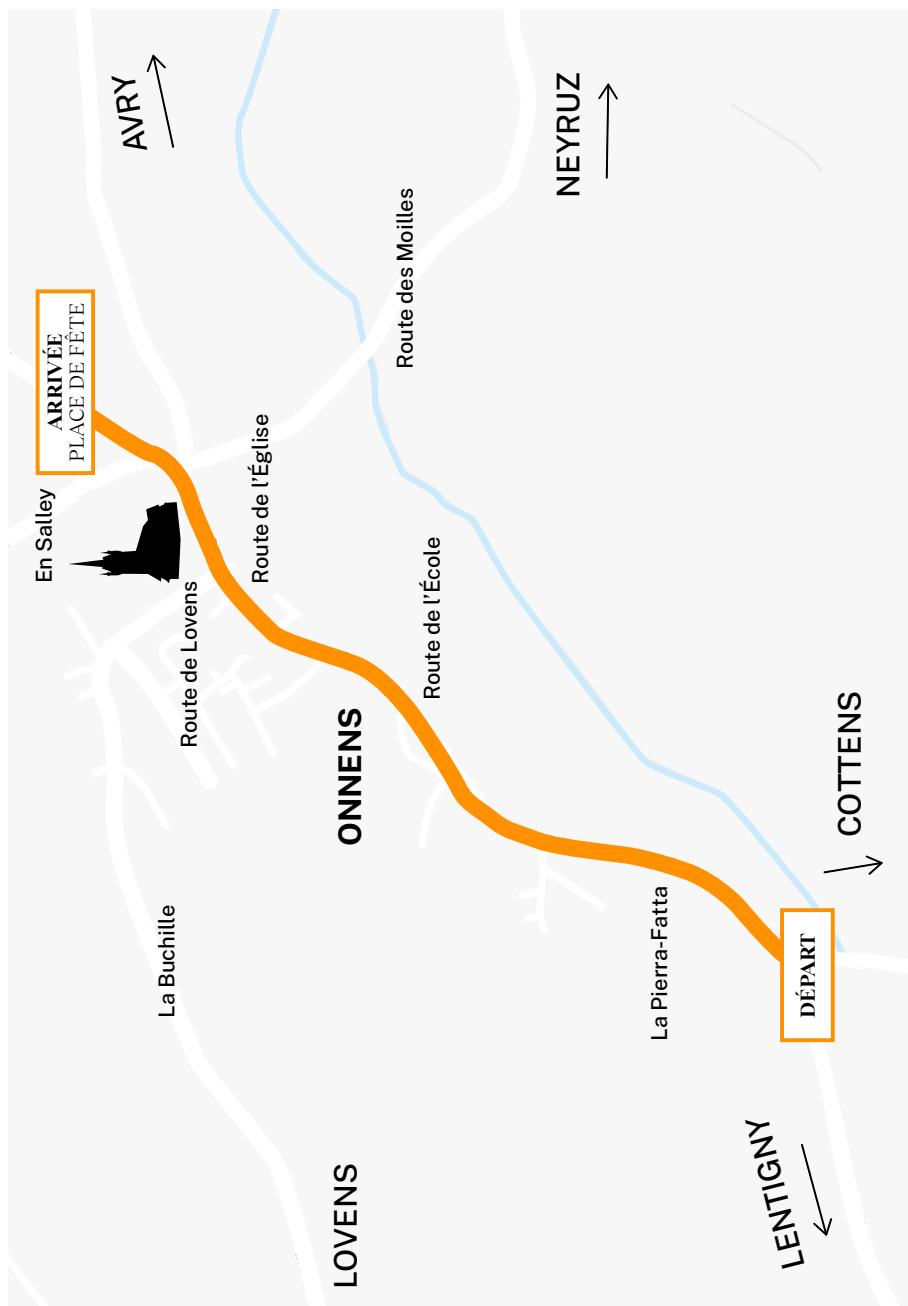 AVRY
NEYRUZ
Route des Moilles
ARRIVÉE
PLACE DE FÊTE
En Salley
Route de l'Église
Route de Lovens
Route de l'École
ONNENS
COTTENS
La Buchille
La Pierra-Fatta
DÉPART
LOVENS
LENTIGNY